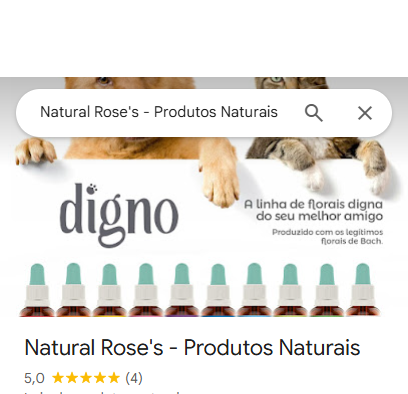 Natural Rose's - Produtos Naturais
digno
A linha de florais digna
do seu melhor amigo
Produzido com os legítimos
florais de Bach.
Natural Rose's - Produtos Naturais
5,0 ★★★★★ (4)